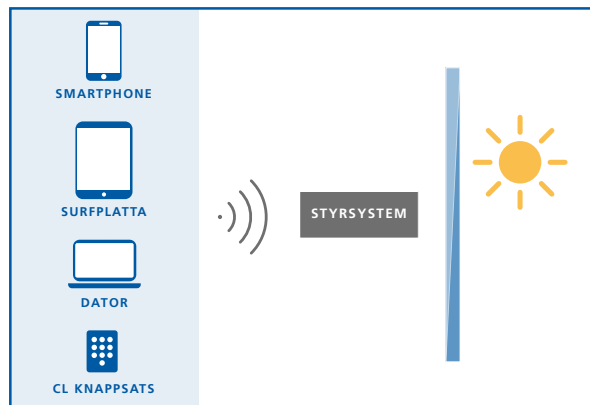 SMARTPHONE
SURFPLATTA
DATOR
CL KNAPPSATS
STYRSYSTEM